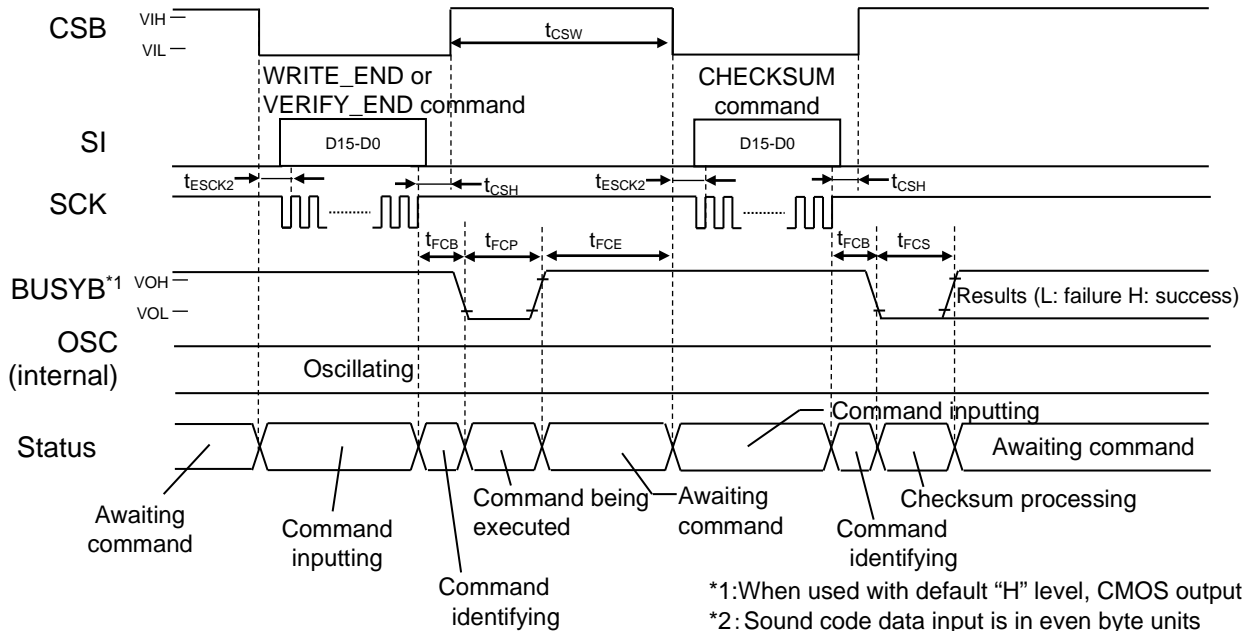 CSB
VIH
VIL
tCSW
WRITE_END or
VERIFY_END command
CHECKSUM
command
SI
D15-D0
D15-D0
tESCK2
tCSH
tESCK2
tCSH
SCK
tFCB
tFCP
tFCE
tFCB
tFCS
BUSYB*1
VOH
VOL
Results (L: failure H: success)
OSC
(internal)
Oscillating
Command inputting
Status
Awaiting command
Awaiting
command
Command
inputting
Command
identifying
Command being
executed
Awaiting
command
Command
identifying
Checksum processing
*1:When used with default “H” level, CMOS output
*2: Sound code data input is in even byte units